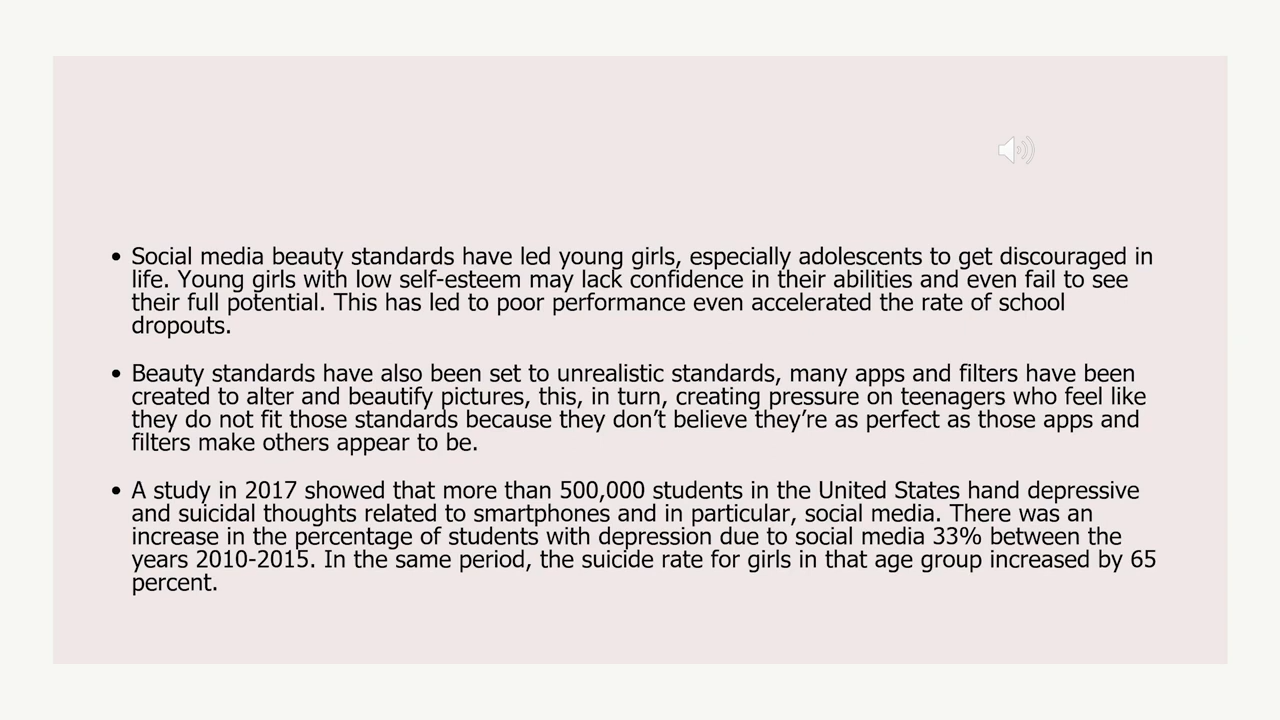 • Social media beauty standards have led young girls, especially adolescents to get discouraged in
life. Young girls with low self-esteem may lack confidence in their abilities and even fail to see
their full potential. This has led to poor performance even accelerated the rate of school
dropouts.
• Beauty standards have also been set to unrealistic standards, many apps and filters have been
created to alter and beautify pictures, this, in turn, creating pressure on teenagers who feel like
they do not fit those standards because they don’t believe they’re as perfect as those apps and
filters make others appear to be.
• A study in 2017 showed that more than 500,000 students in the United States hand depressive
and suicidal thoughts related to smartphones and in particular, social media. There was an
increase in the percentage of students with depression due to social media 33% between the
years 2010-2015. In the same period, the suicide rate for girls in that age group increased by 65
percent.